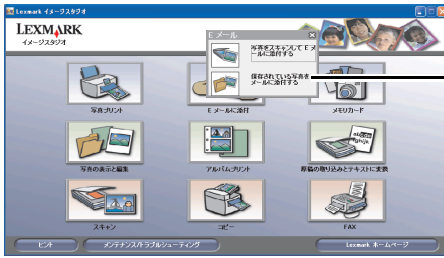 Lexmark イメージスタジオ
LEXMARK
イメージスタジオ
E メール
写真をスキャンして E メ
ールに添付する
保存されている写真を
メールに添付する
写真プリント
E メールに添付
メモリカード
写真の表示と編集
アルバムプリント
原稿の取り込みとテキストに変換
スキャン
コピー
FAX
ヒント
メンテナンス/トラブルシューティング
Lexmark ホームページ